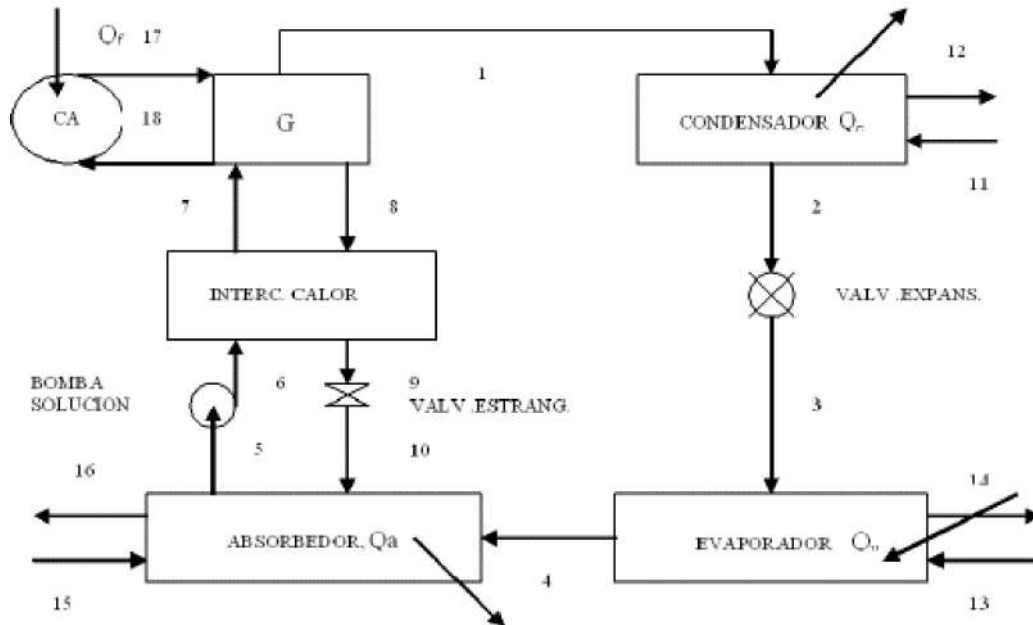 Qf 17
12
1
CA
18
G
CONDENSADOR Qc
11
7
8
2
INTERC. CALOR
VALV .EXPANS.
BOMBA
SOLUCION
6
9
VALV .ESTRANG.
3
5
10
16
14
ABSORBEDOR, Qa
EVAPORADOR
4
15
13